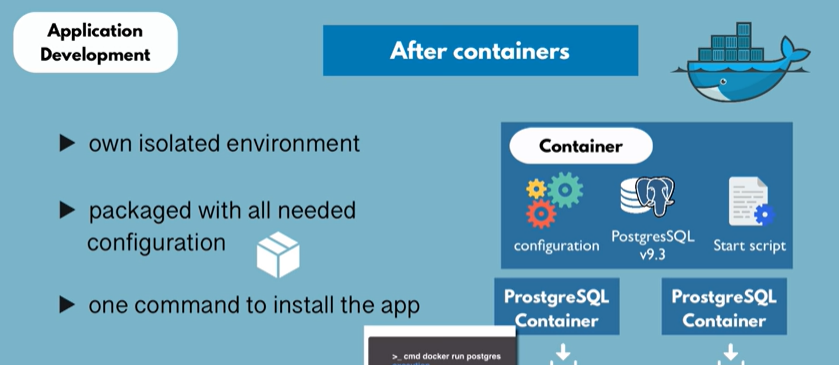 Application
Development
After containers
own isolated environment
packaged with all needed
configuration
one command to install the app
Container
configuration
PostgresSQL
v9.3
Start script
ProstgreSQL
Container
ProstgreSQL
Container
>_ cmd docker run postgres